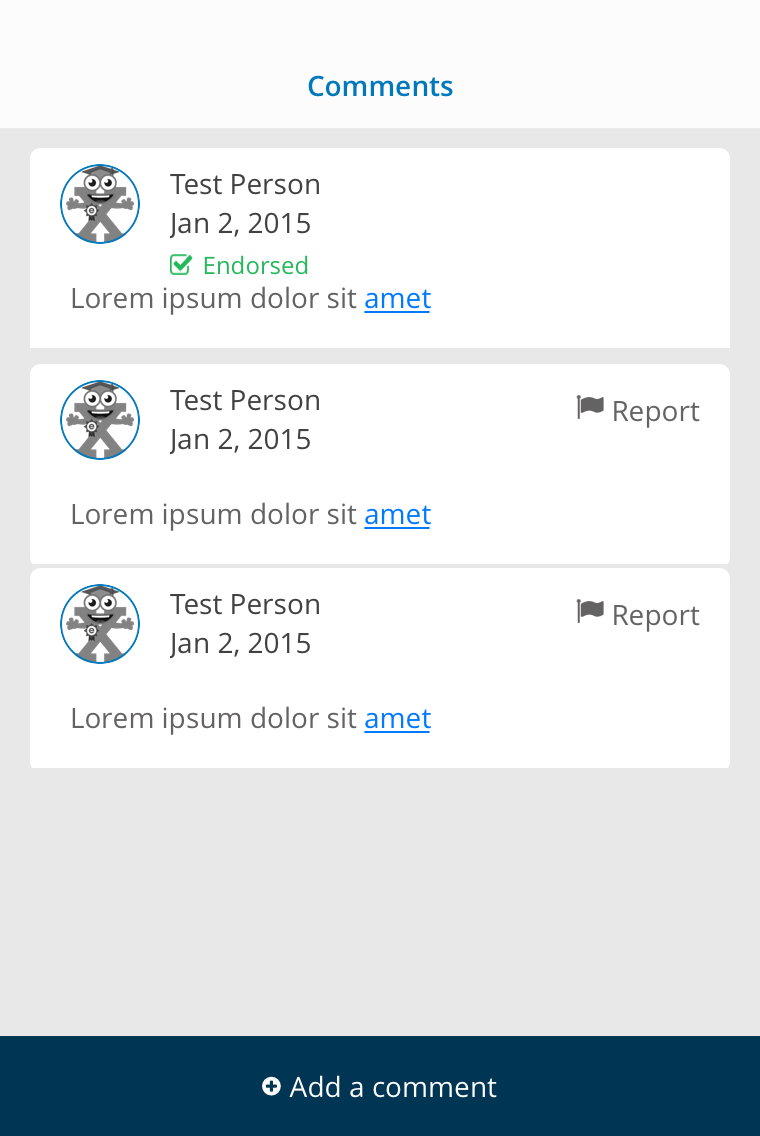 Comments
Test Person
Jan 2, 2015
Endorsed
Lorem ipsum dolor sit amet
Test Person
Report
Jan 2, 2015
Lorem ipsum dolor sit amet
Test Person
Report
Jan 2, 2015
Lorem ipsum dolor sit amet
Add a comment